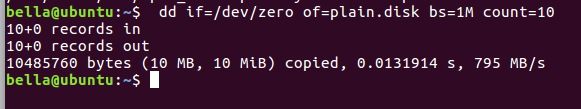 bella@ubuntu:~$  dd if=/dev/zero of=plain.disk bs=1M count=10
10+0 records in
10+0 records out
10485760 bytes (10 MB, 10 MiB) copied, 0.0131914 s, 795 MB/s
bella@ubuntu:~$